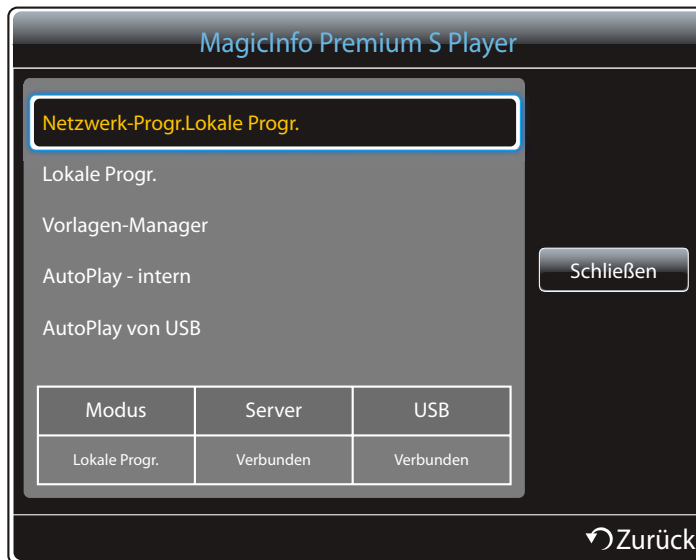 MagicInfo Premium S Player
Netzwerk-Progr.Lokale Progr.
Lokale Progr.
Vorlagen-Manager
AutoPlay - intern
AutoPlay von USB
Schließen
Modus Server USB
Lokale Progr. Verbunden Verbunden
Zurück